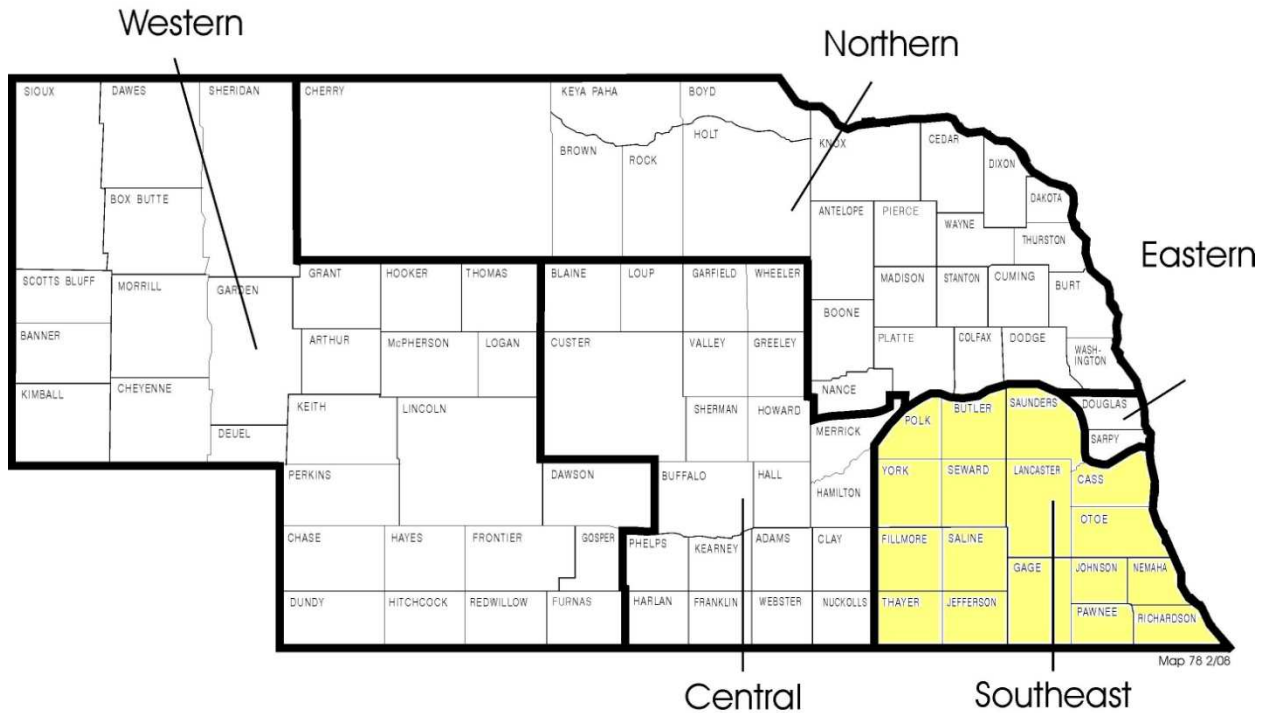 Western
Northern
SIOUX
DAWES
SHERIDAN
CHERRY
KEYA PAHA
BOYD
HOLT
BROWN
ROCK
KNOX
CEDAR
DIXON
DAKOTA
BOX BUTTE
ANTELOPE
PIERCE
WAYNE
THURSTON
Eastern
SCOTTS BLUFF
MORRILL
GARDEN
GRANT
HOOKER
THOMAS
BLAINE
LOUP
GARFIELD
WHEELER
MADISON
STANTON
CUMING
BURT
BANNER
ARTHUR
McPHERSON
LOGAN
CUSTER
VALLEY
GREELEY
BOONE
PLATTE
COLFAX
DODGE
WASH-
INGTON
KIMBALL
CHEYENNE
KEITH
LINCOLN
SHERMAN
HOWARD
NANCE
MERRICK
POLK
BUTLER
SAUNDERS
DOUGLAS
SARPY
DEUEL
PERKINS
DAWSON
BUFFALO
HALL
HAMILTON
YORK
SEWARD
LANCASTER
CASS
OTOE
CHASE
HAYES
FRONTIER
GOSPER
PHELPS
KEARNEY
ADAMS
CLAY
FILLMORE
SALINE
GAGE
JOHNSON
NEMAHA
DUNDY
HITCHCOCK
REDWILLOW
FURNAS
HARLAN
FRANKLIN
WEBSTER
NUCKOLLS
THAYER
JEFFERSON
PAWNEE
RICHARDSON
Map 78 2/08
Central
Southeast